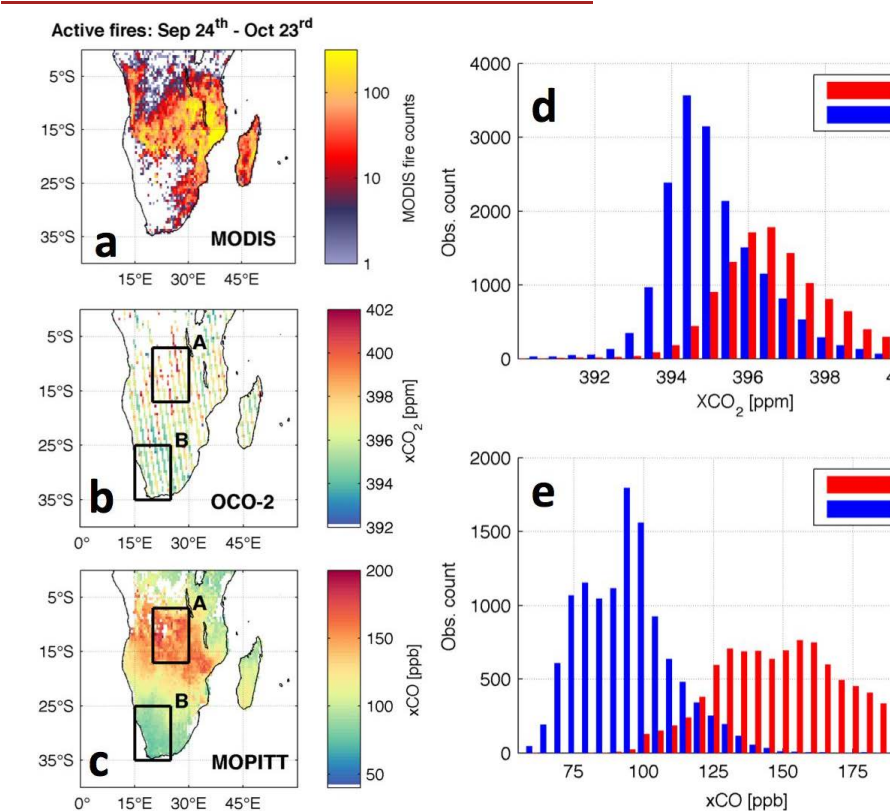 Active fires: Sep 24th - Oct 23rd
5°S
15°S
25°S
35°S
a
MODIS
15°E 30°E 45°E
100
10
1
MODIS fire counts
5°S
15°S
25°S
35°S
A
B
b
OCO-2
0° 15°E 30°E 45°E
402
400
398
396
394
392
xCO2 [ppm]
5°S
15°S
25°S
35°S
A
B
c
MOPITT
0° 15°E 30°E 45°E
200
150
100
50
xCO [ppb]
d
4000
3000
2000
1000
0
Obs. count
392 394 396 398
XCO2 [ppm]
e
2000
1500
1000
500
0
Obs. count
75 100 125 150 175
xCO [ppb]